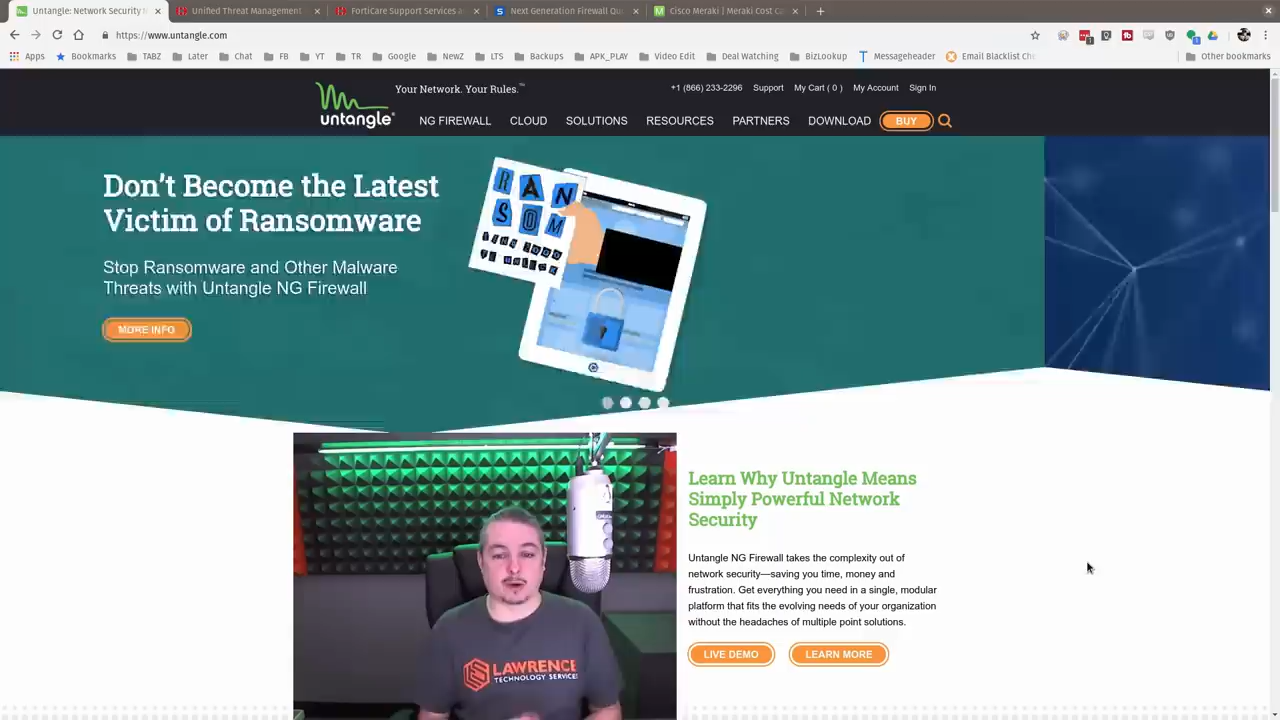 Untangle: Network Security
Unified Threat Management
FortiCare Support Services a
Next Generation Firewall Qu
Cisco Meraki | Meraki Cost Ca
https://www.untangle.com
Apps
Bookmarks
TABZ
Later
Chat
FB
YT
TR
Google
NewZ
LTS
Backups
APK_PLAY
Video Edit
Deal Watching
BizLookup
Messageheader
Email Blacklist Che
Other bookmarks
untangle
Your Network. Your Rules.™
+1 (866) 233-2296
Support
My Cart ( 0 )
My Account
Sign In
NG FIREWALL
CLOUD
SOLUTIONS
RESOURCES
PARTNERS
DOWNLOAD
BUY
Don’t Become the Latest
Victim of Ransomware
Stop Ransomware and Other Malware
Threats with Untangle NG Firewall
MORE INFO
RAN
SOM
Learn Why Untangle Means
Simply Powerful Network
Security
Untangle NG Firewall takes the complexity out of
network security—saving you time, money and
frustration. Get everything you need in a single, modular
platform that fits the evolving needs of your organization
without the headaches of multiple point solutions.
LIVE DEMO
LEARN MORE
LAWRENCE
TECHNOLOGY SERVICES